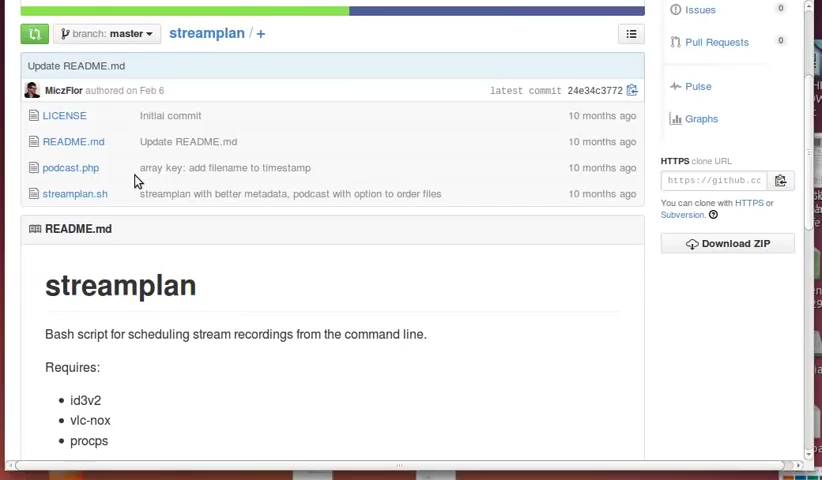 Issues 0
branch: master streamplan / +
Pull Requests 0
Update README.md
MiczFlor authored on Feb 6 latest commit 24e34c3772
Pulse
LICENSE Initial commit 10 months ago
Graphs
README.md Update README.md 10 months ago
podcast.php array key: add filename to timestamp 10 months ago
HTTPS clone URL
https://github.cc
streamplan.sh streamplan with better metadata, podcast with option to order files 10 months ago
You can clone with HTTPS or
Subversion.
README.md
Download ZIP
streamplan
Bash script for scheduling stream recordings from the command line.
Requires:
• id3v2
• vlc-nox
• procps